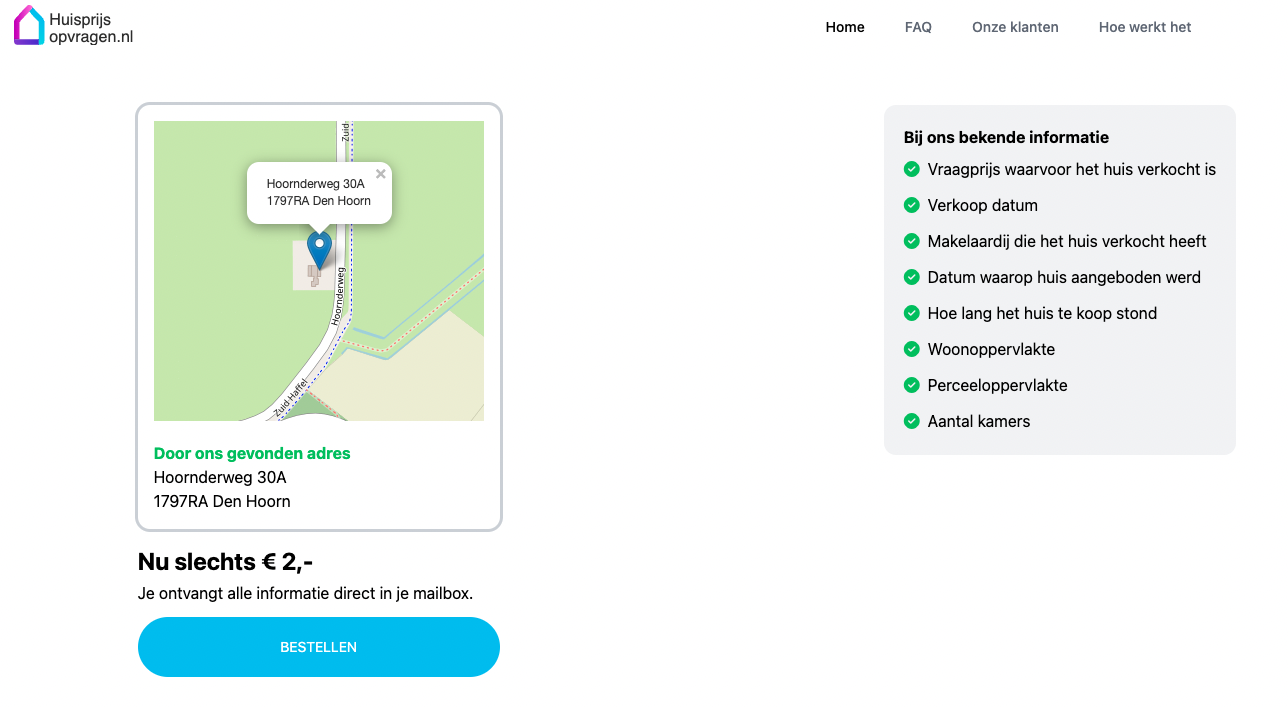 Huisprijs
opvragen.nl
Home
FAQ
Onze klanten
Hoe werkt het
Zuid-
Hoornderweg 30A
1797RA Den Hoorn
×
Hoornderweg
Zuid Haffel
Door ons gevonden adres
Hoornderweg 30A
1797RA Den Hoorn
Nu slechts € 2,-
Je ontvangt alle informatie direct in je mailbox.
BESTELLEN
Bij ons bekende informatie
Vraagprijs waarvoor het huis verkocht is
Verkoop datum
Makelaardij die het huis verkocht heeft
Datum waarop huis aangeboden werd
Hoe lang het huis te koop stond
Woonoppervlakte
Perceeloppervlakte
Aantal kamers